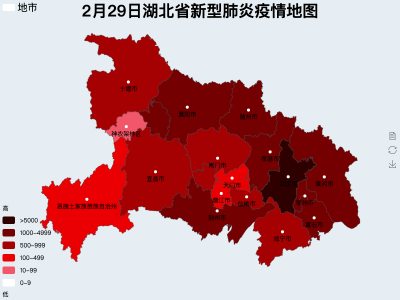 地市
2月29日湖北省新型肺炎疫情地图
十堰市
襄阳市
随州市
神农架林区
宜昌市
荆门市
孝感市
天门市
潜江市
仙桃市
荆州市
黄冈市
鄂州市
黄石市
咸宁市
恩施土家族苗族自治州
高
>5000
1000-4999
500-999
100-499
10-99
0-9
低